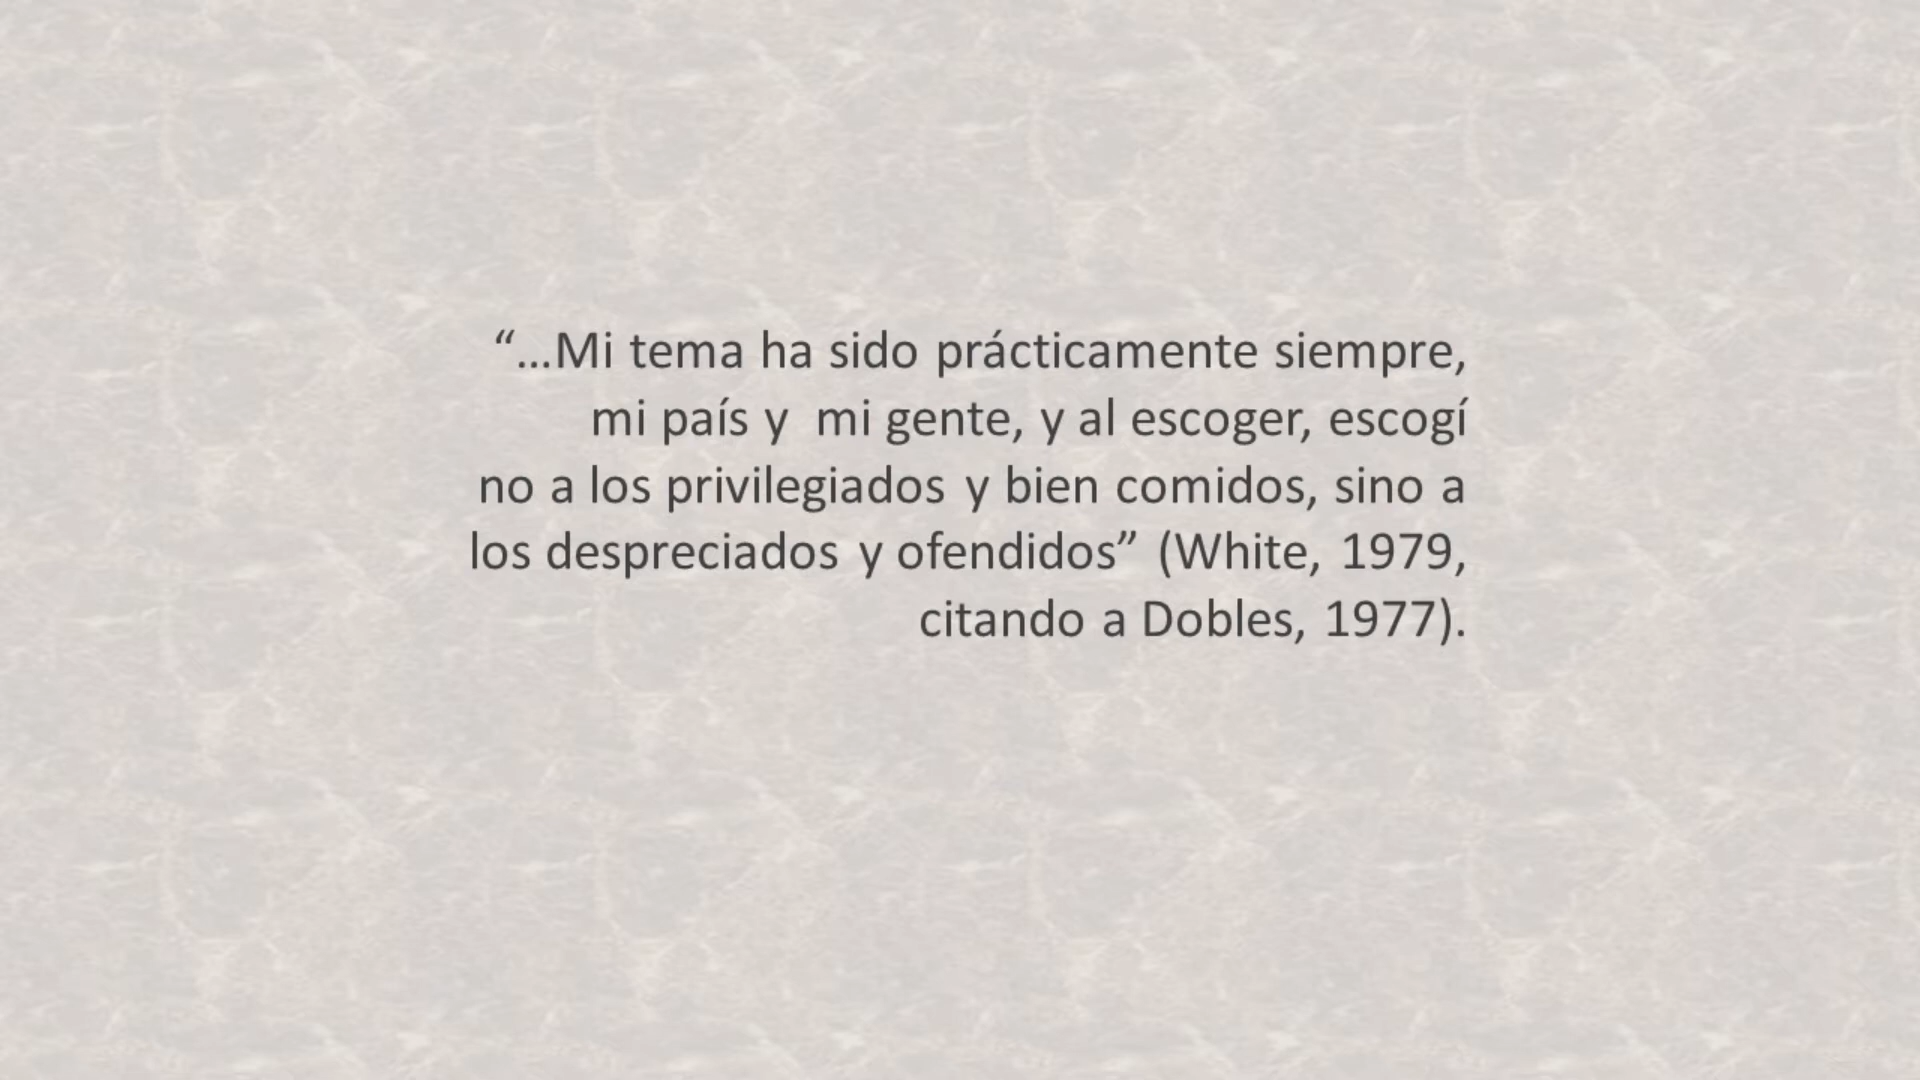 “...Mi tema ha sido prácticamente siempre,
mi país y  mi gente, y al escoger, escogí
no a los privilegiados y bien comidos, sino a
los despreciados y ofendidos” (White, 1979,
citando a Dobles, 1977).